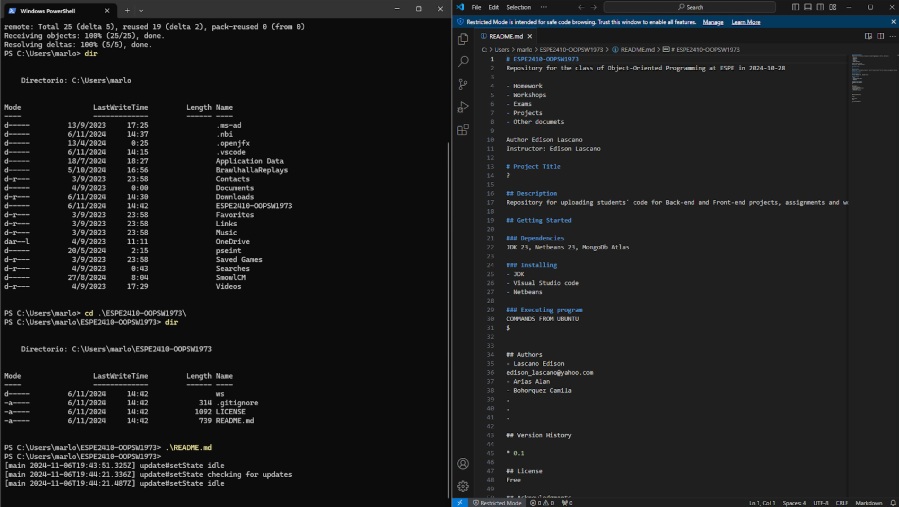 Windows PowerShell
remote: Total 25 (delta 5), reused 19 (delta 2), pack-reused 0 (from 0)
Receiving objects: 100% (25/25), done.
Resolving deltas: 100% (5/5), done.
PS C:\Users\marlo> dir
Directorio: C:\Users\marlo
Mode LastWriteTime Length Name
---- ------------- ------ ----
d----- 13/9/2023 17:25 .ms-ad
d----- 6/11/2024 14:37 .nbi
d----- 13/4/2024 0:25 .openjfx
d----- 6/11/2024 14:15 .vscode
d----- 18/7/2024 18:27 Application Data
d----- 5/10/2024 16:56 BrawlhallaReplays
d-r--- 3/9/2023 23:58 Contacts
d----- 4/9/2023 0:00 Documents
d-r--- 6/11/2024 14:30 Downloads
d----- 6/11/2024 14:42 ESPE2410-OOPSW1973
d-r--- 3/9/2023 23:58 Favorites
d-r--- 3/9/2023 23:58 Links
d-r--- 3/9/2023 23:58 Music
dar--l 4/9/2023 11:11 OneDrive
d----- 20/5/2024 2:15 pseint
d-r--- 3/9/2023 23:58 Saved Games
d-r--- 4/9/2023 0:43 Searches
d----- 27/8/2024 8:04 SmowlCM
d-r--- 4/9/2023 17:29 Videos
PS C:\Users\marlo> cd .\ESPE2410-OOPSW1973\
PS C:\Users\marlo\ESPE2410-OOPSW1973> dir
Directorio: C:\Users\marlo\ESPE2410-OOPSW1973
Mode LastWriteTime Length Name
---- ------------- ------ ----
d----- 6/11/2024 14:42 ws
-a---- 6/11/2024 14:42 314 .gitignore
-a---- 6/11/2024 14:42 1092 LICENSE
-a---- 6/11/2024 14:42 739 README.md
PS C:\Users\marlo\ESPE2410-OOPSW1973> .\README.md
PS C:\Users\marlo\ESPE2410-OOPSW1973>
[main 2024-11-06T19:43:51.325Z] update#setState idle
[main 2024-11-06T19:44:21.336Z] update#setState checking for updates
[main 2024-11-06T19:44:21.487Z] update#setState idle
File Edit Selection ... Search
Restricted Mode is intended for safe code browsing. Trust this window to enable all features. Manage Learn More
README.md
C: > Users > marlo > ESPE2410-OOPSW1973 > README.md > # ESPE2410-OOPSW1973
1 # ESPE2410-OOPSW1973
2 Repository for the class of Object-Oriented Programming at ESPE in 2024-10-28
3
4 - Homework
5 - Workshops
6 - Exams
7 - Projects
8 - Other documets
9
10 Author Edison Lascano
11 Instructor: Edison Lascano
12
13 # Project Title
14 ?
15
16 ## Description
17 Repository for uploading students' code for Back-end and Front-end projects, assignments and wo
18
19 ## Getting Started
20
21 ### Dependencies
22 JDK 23, Netbeans 23, MongoDb Atlas
23
24 ### Installing
25 - JDK
26 - Visual Studio code
27 - Netbeans
28
29 ### Executing program
30 COMMANDS FROM UBUNTU
31 $
32
33
34 ## Authors
35 - Lascano Edison
36 edison_lascano@yahoo.com
37 - Arias Alan
38 - Bohorquez Camila
39 .
40 .
41 .
42
43 ## Version History
44
45 * 0.1
46
47 ## License
48 Free
49
Restricted Mode 0 0 0 Ln 1, Col 1 Spaces: 4 UTF-8 CRLF Markdown